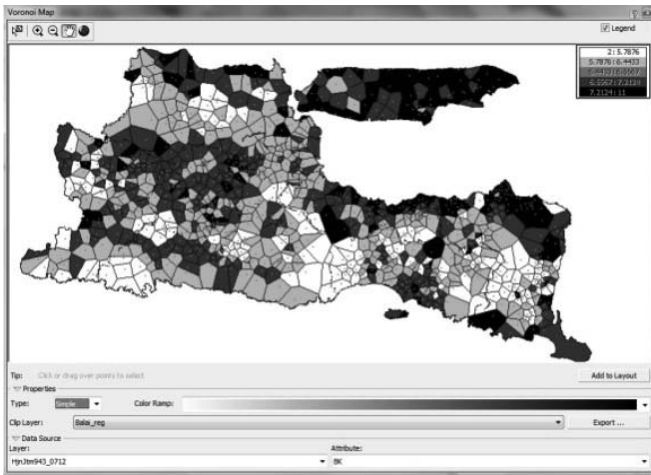 Voronoi Map
Legend
2 : 5.7876
5.7876 : 6.4433
7.2124 : 11
Tip: Click or drag over points to select
Add to Layout
Properties
Type: Simple Color Ramp:
Clip Layer: Balai_reg Export ...
Data Source
Layer: Attribute:
HjnJtm943_0712 BK